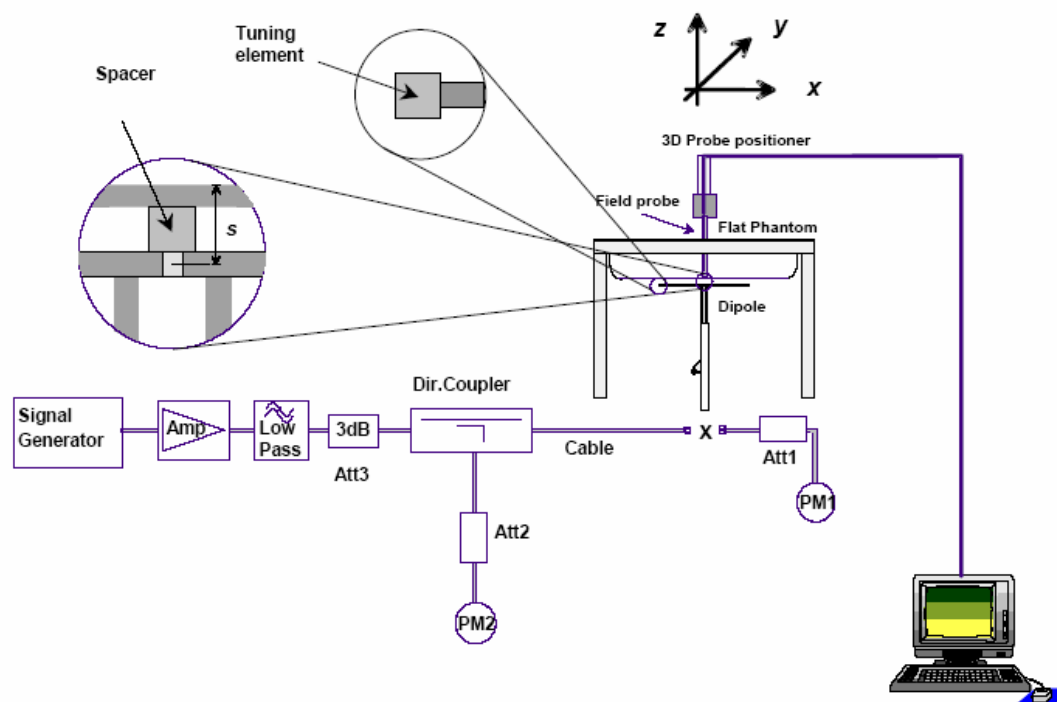 Tuning
element
Spacer
z
y
x
3D Probe positioner
Field probe
Flat Phantom
s
Dipole
Dir.Coupler
Signal
Generator
Amp
Low
Pass
3dB
Att3
Cable
X
Att1
PM1
Att2
PM2